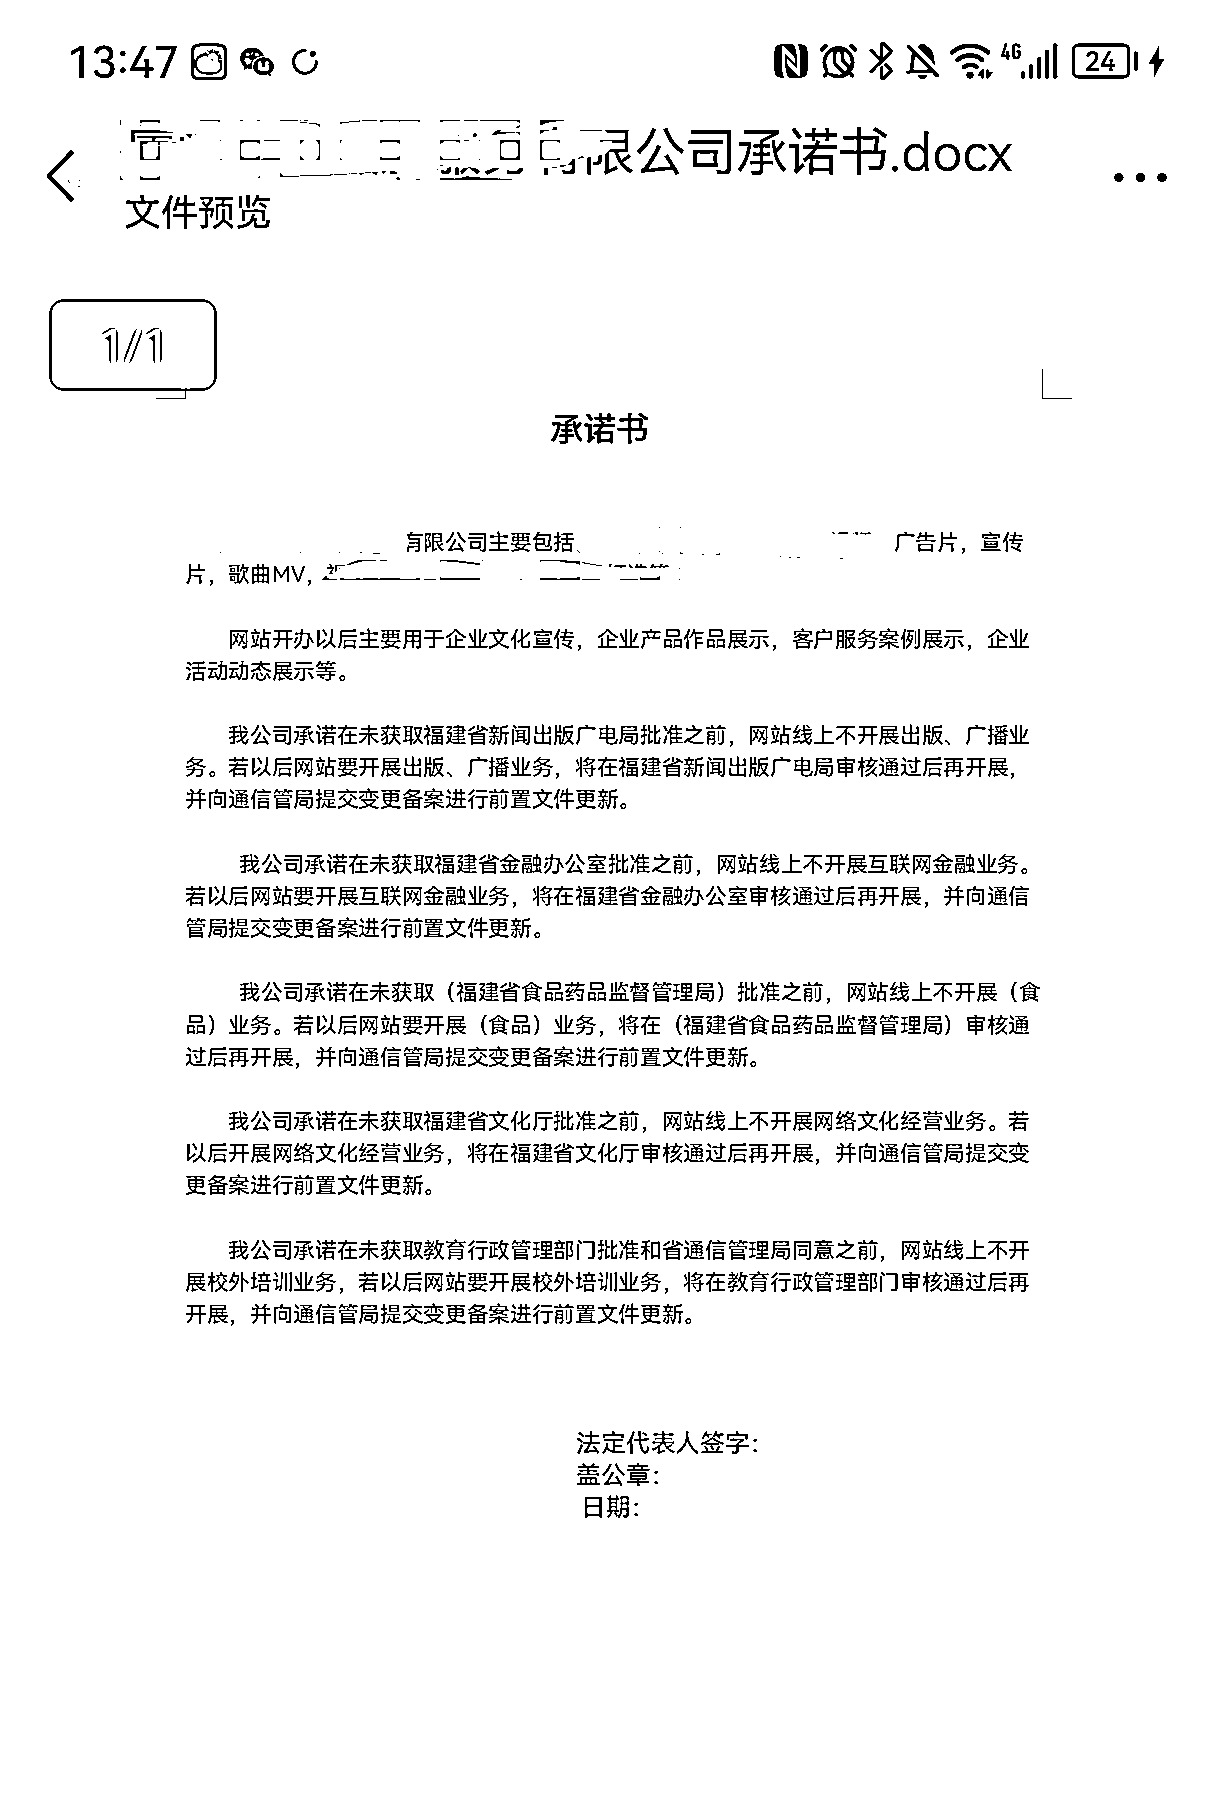 13:47 4G 24
限公司承诺书.docx
文件预览
1/1
承诺书
有限公司主要包括 广告片，宣传
片，歌曲MV，
网站开办以后主要用于企业文化宣传，企业产品作品展示，客户服务案例展示，企业
活动动态展示等。
我公司承诺在未获取福建省新闻出版广电局批准之前，网站线上不开展出版、广播业
务。若以后网站要开展出版、广播业务，将在福建省新闻出版广电局审核通过后再开展，
并向通信管局提交变更备案进行前置文件更新。
我公司承诺在未获取福建省金融办公室批准之前，网站线上不开展互联网金融业务。
若以后网站要开展互联网金融业务，将在福建省金融办公室审核通过后再开展，并向通信
管局提交变更备案进行前置文件更新。
我公司承诺在未获取（福建省食品药品监督管理局）批准之前，网站线上不开展（食
品）业务。若以后网站要开展（食品）业务，将在（福建省食品药品监督管理局）审核通
过后再开展，并向通信管局提交变更备案进行前置文件更新。
我公司承诺在未获取福建省文化厅批准之前，网站线上不开展网络文化经营业务。若
以后开展网络文化经营业务，将在福建省文化厅审核通过后再开展，并向通信管局提交变
更备案进行前置文件更新。
我公司承诺在未获取教育行政管理部门批准和省通信管理局同意之前，网站线上不开
展校外培训业务，若以后网站要开展校外培训业务，将在教育行政管理部门审核通过后再
开展，并向通信管局提交变更备案进行前置文件更新。
法定代表人签字：
盖公章：
日期：